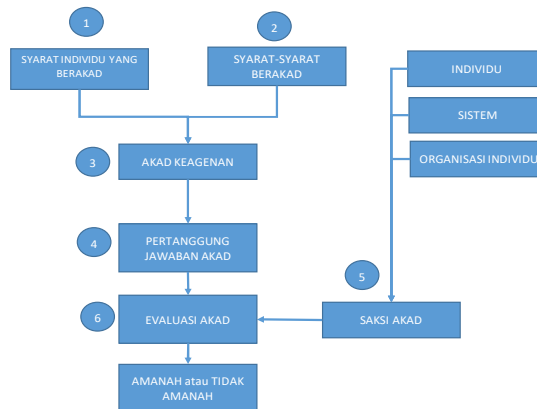 1
2
SYARAT INDIVIDU YANG
BERAKAD
SYARAT-SYARAT
BERAKAD
INDIVIDU
SISTEM
ORGANISASI INDIVIDU
3
AKAD KEAGENAN
4
PERTANGGUNG
JAWABAN AKAD
5
6
EVALUASI AKAD
SAKSI AKAD
AMANAH atau TIDAK
AMANAH